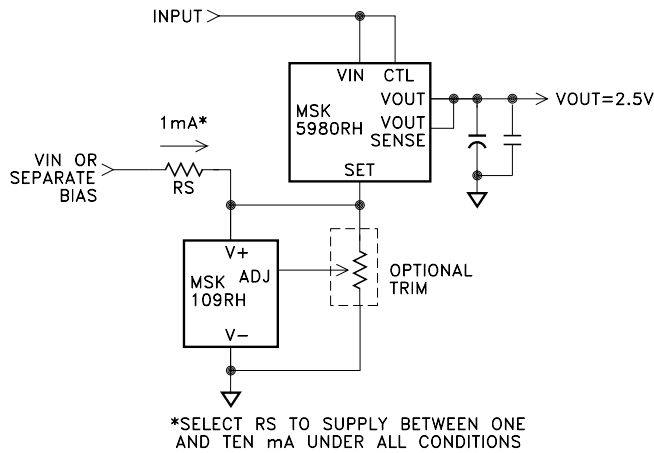 INPUT
VIN CTL
MSK
5980RH
VOUT
VOUT
SENSE
SET
VOUT=2.5V
1mA*
VIN OR
SEPARATE
BIAS
RS
V+
ADJ
MSK
109RH
V-
OPTIONAL
TRIM
*SELECT RS TO SUPPLY BETWEEN ONE
AND TEN mA UNDER ALL CONDITIONS